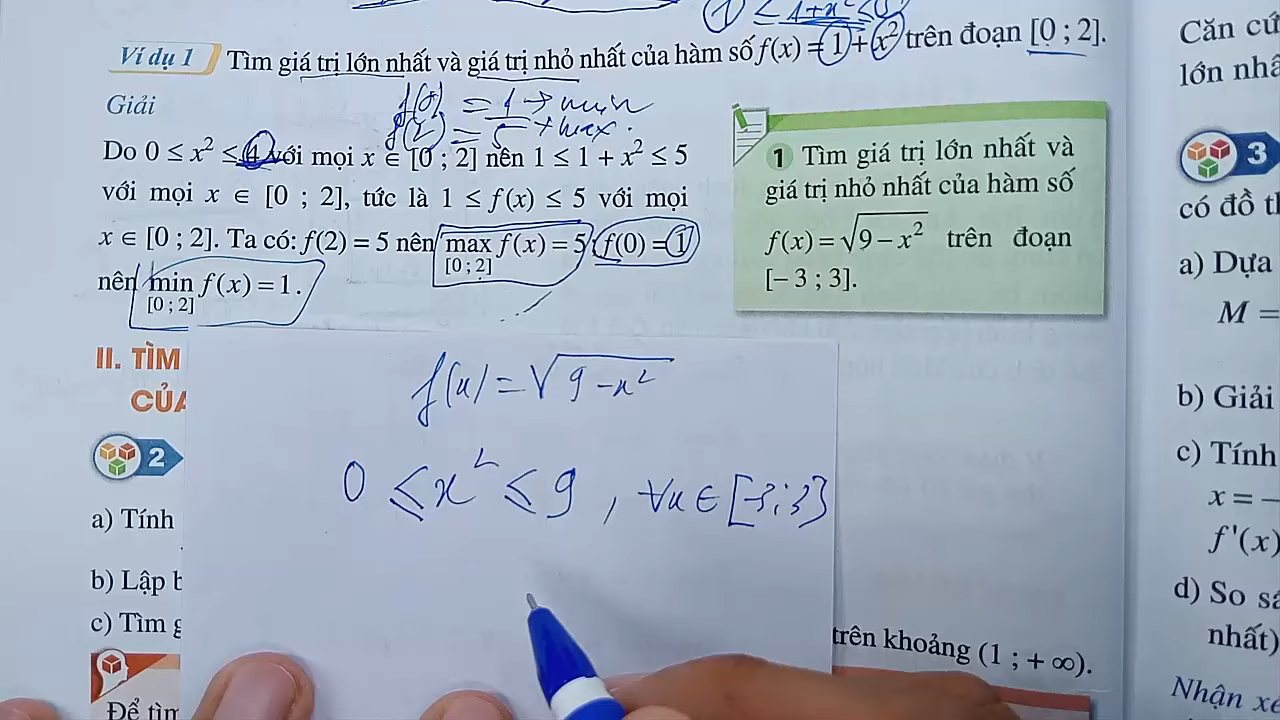 1 ≤ 1+x² ≤ 5
Ví dụ 1 Tìm giá trị lớn nhất và giá trị nhỏ nhất của hàm số f(x) = 1 + x² trên đoạn [0 ; 2].
Giải
f(0) = 1 → min
f(2) = 5 → max.
Do 0 ≤ x² ≤ 4 với mọi x ∈ [0 ; 2] nên 1 ≤ 1 + x² ≤ 5
với mọi x ∈ [0 ; 2], tức là 1 ≤ f(x) ≤ 5 với mọi
x ∈ [0 ; 2]. Ta có: f(2) = 5 nên max f(x) = 5; f(0) = 1
[0 ; 2]
nên min f(x) = 1.
[0 ; 2]
1 Tìm giá trị lớn nhất và
giá trị nhỏ nhất của hàm số
f(x) = √9 – x² trên đoạn
[– 3 ; 3].
II. TÌM
CỦA
2
a) Tính
b) Lập b
c) Tìm g
Để tìm
f(x) = √9 – x²
0 ≤ x² ≤ 9 , ∀x ∈ [-3; 3]
trên khoảng (1 ; + ∞).
Căn cứ
lớn nhấ
3
có đồ t
a) Dựa
M =
b) Giải
c) Tính
x = –
f'(x)
d) So sá
nhất)
Nhận xé